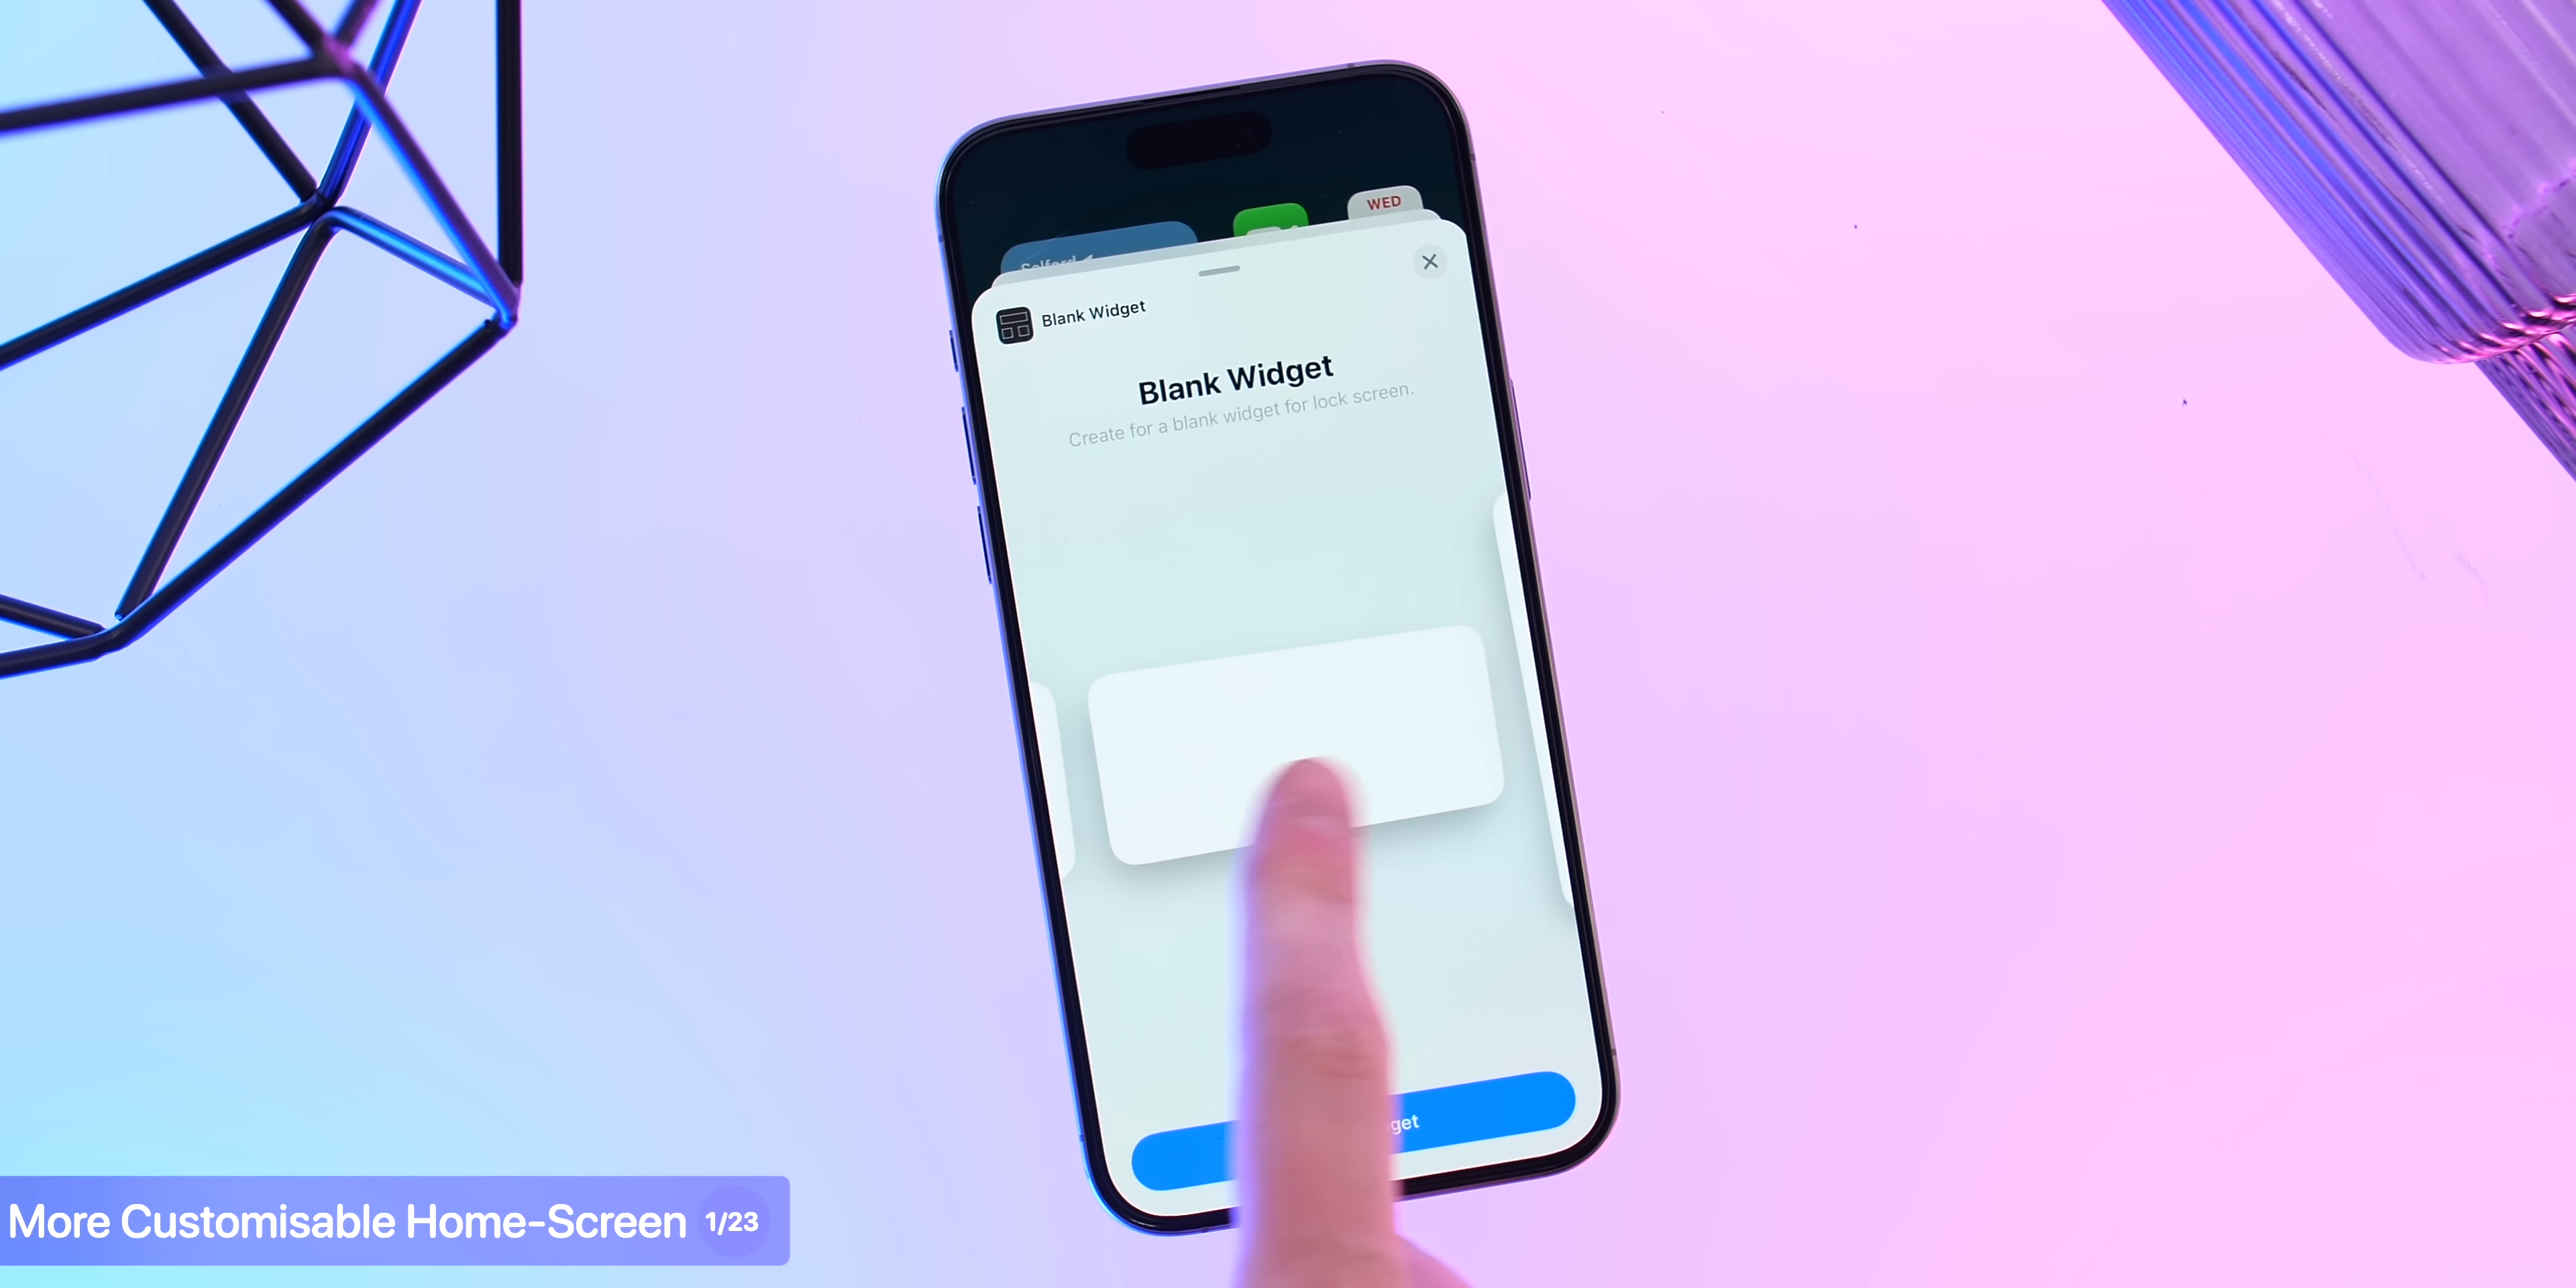 WED
Salford
Blank Widget
Blank Widget
Create for a blank widget for lock screen.
get
More Customisable Home-Screen 1/23